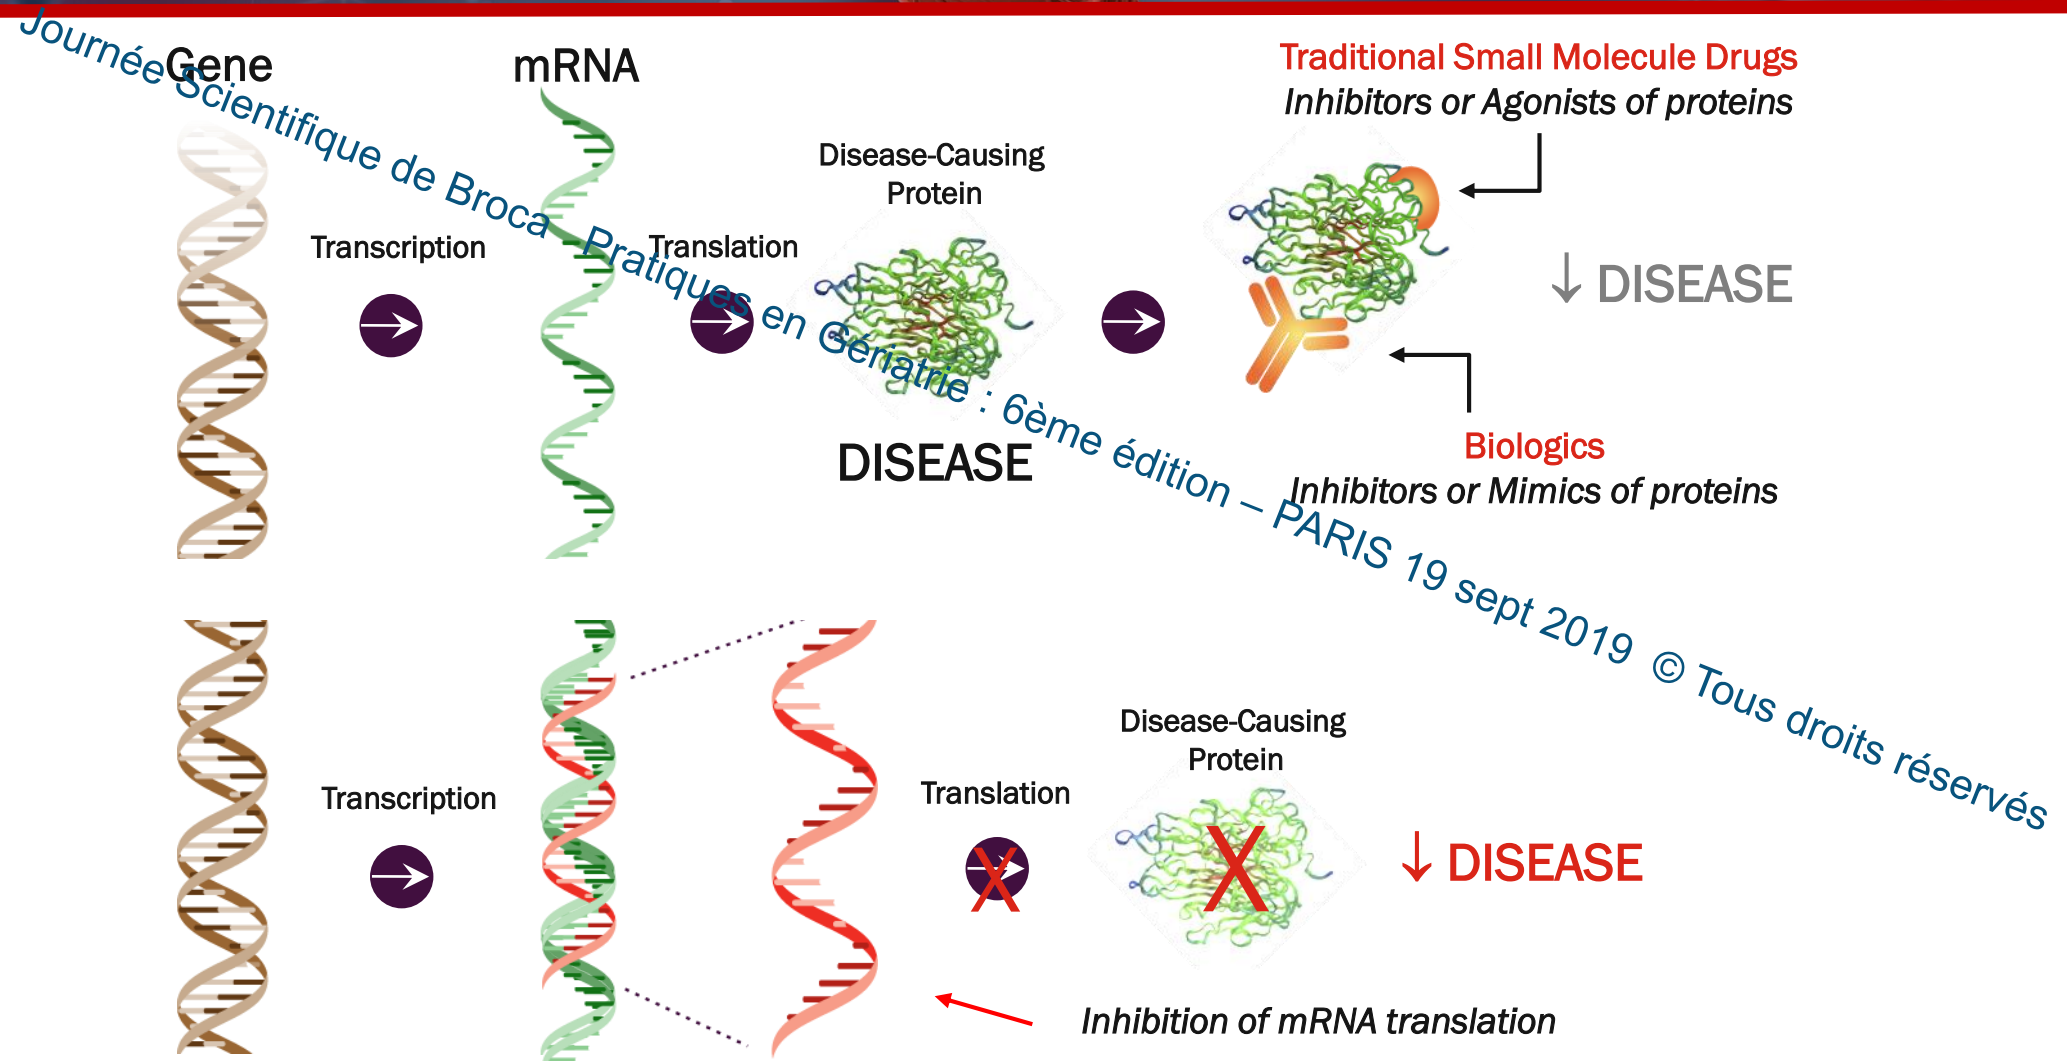 Gene
mRNA
Traditional Small Molecule Drugs
Inhibitors or Agonists of proteins
Disease-Causing
Protein
Transcription
Translation
↓ DISEASE
DISEASE
Biologics
Inhibitors or Mimics of proteins
Journée Scientifique de Broca Pratiques en Gériatrie : 6ème édition – PARIS 19 sept 2019 © Tous droits réservés
Disease-Causing
Protein
Transcription
Translation
X
X
↓ DISEASE
Inhibition of mRNA translation